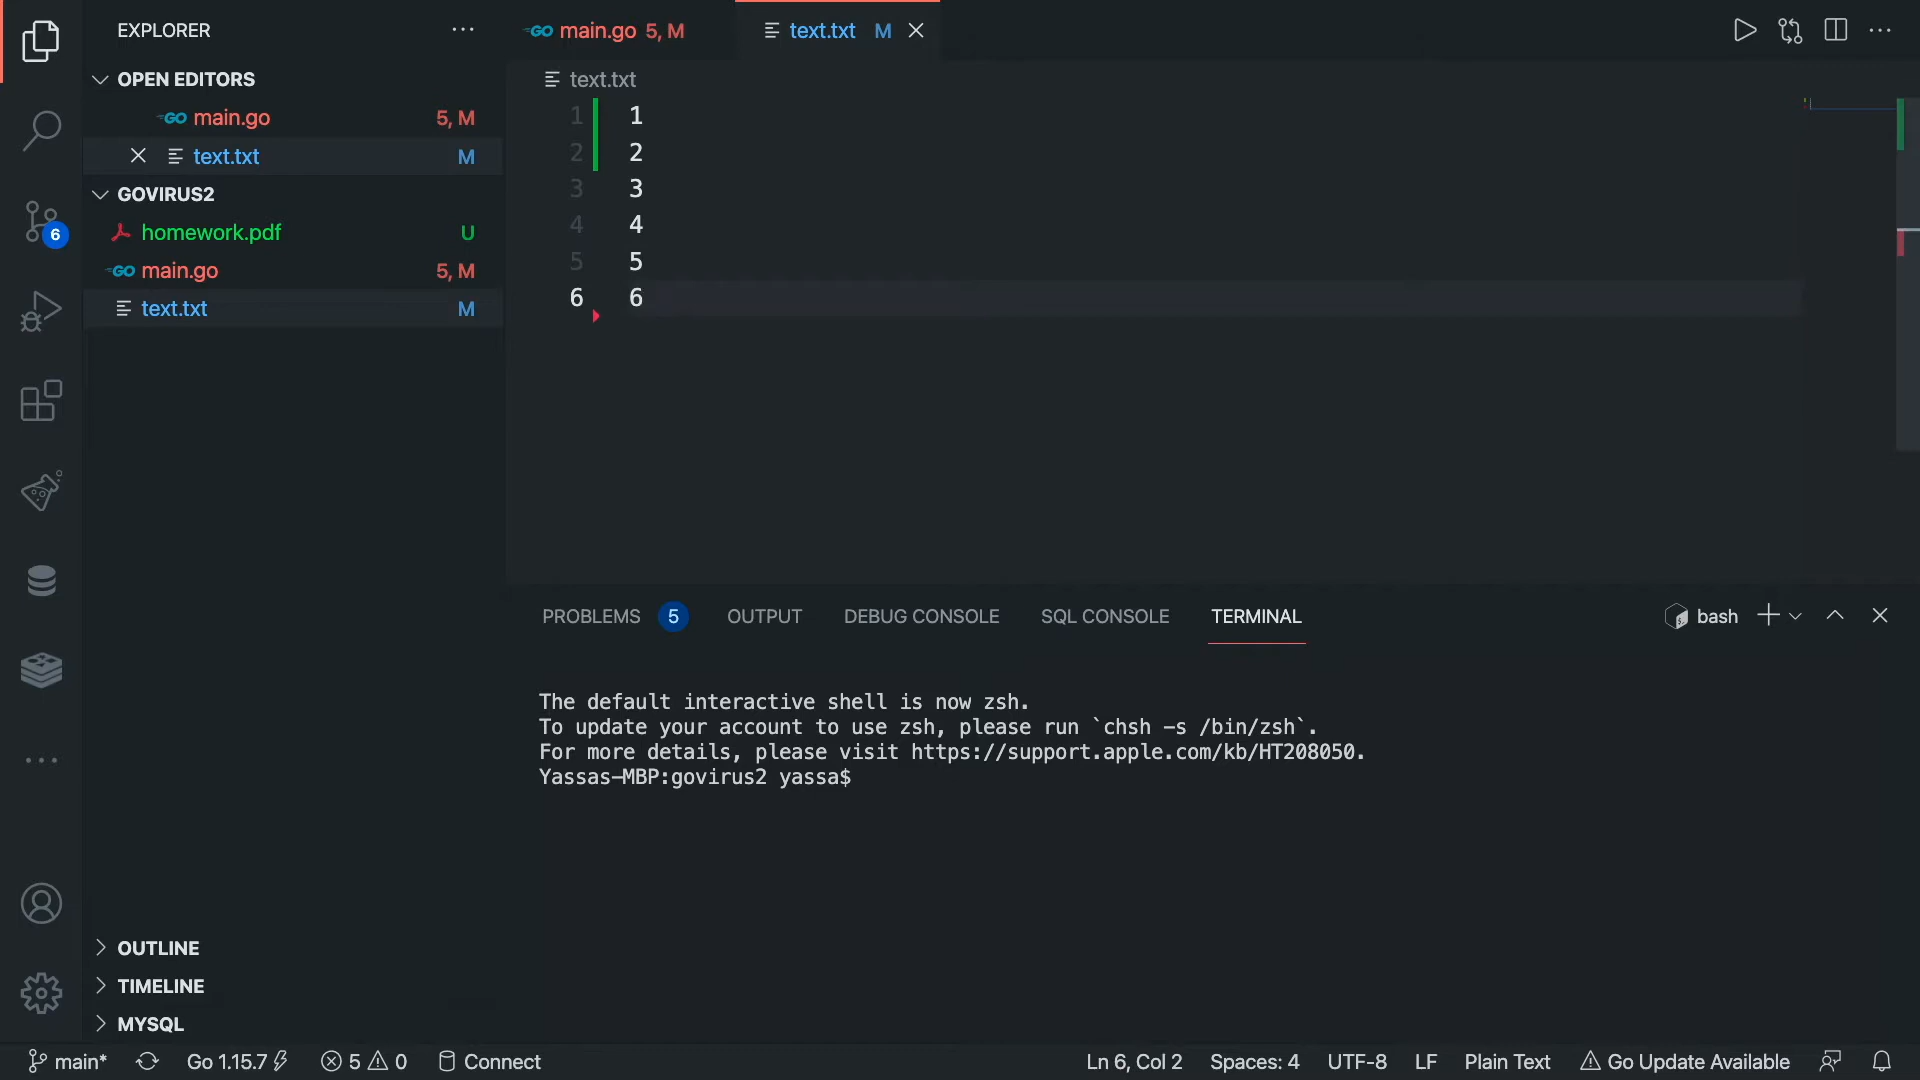 EXPLORER
OPEN EDITORS
GO main.go 5, M
text.txt M
GOVIRUS2
homework.pdf U
GO main.go 5, M
text.txt M
6
OUTLINE
TIMELINE
MYSQL
GO main.go 5, M
text.txt M
text.txt
1 1
2 2
3 3
4 4
5 5
6 6
PROBLEMS 5 OUTPUT DEBUG CONSOLE SQL CONSOLE TERMINAL
bash
The default interactive shell is now zsh.
To update your account to use zsh, please run `chsh -s /bin/zsh`.
For more details, please visit https://support.apple.com/kb/HT208050.
Yassas-MBP:govirus2 yassa$
main* Go 1.15.7 5 0 Connect Ln 6, Col 2 Spaces: 4 UTF-8 LF Plain Text Go Update Available